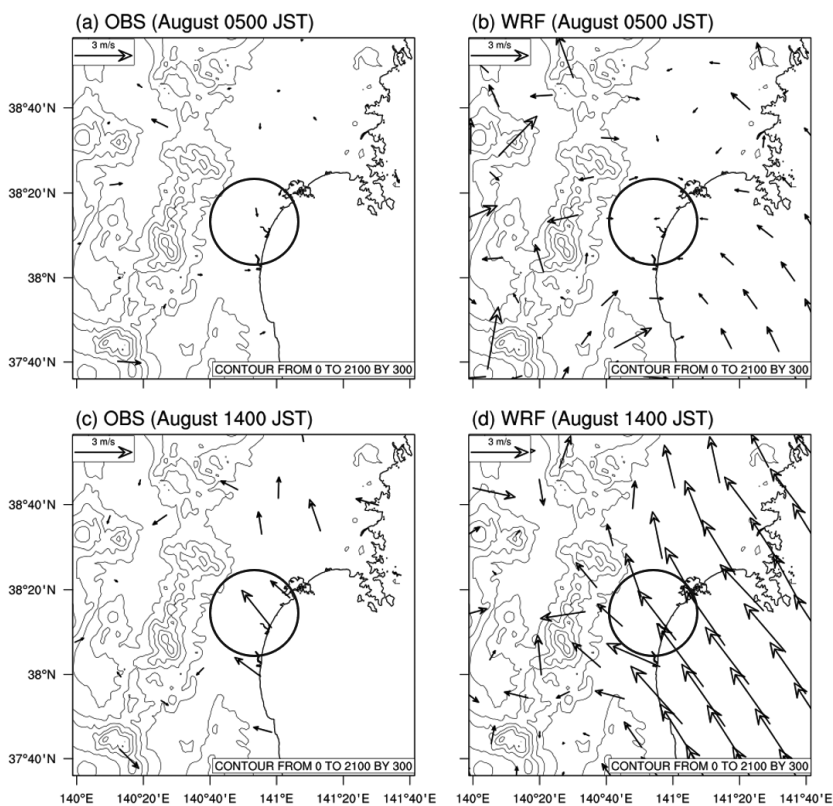 (a) OBS (August 0500 JST)
(b) WRF (August 0500 JST)
3 m/s
3 m/s
38°40'N
38°20'N
38°N
37°40'N
CONTOUR FROM 0 TO 2100 BY 300
CONTOUR FROM 0 TO 2100 BY 300
(c) OBS (August 1400 JST)
(d) WRF (August 1400 JST)
3 m/s
3 m/s
38°40'N
38°20'N
38°N
37°40'N
CONTOUR FROM 0 TO 2100 BY 300
CONTOUR FROM 0 TO 2100 BY 300
140°E 140°20'E 140°40'E 141°E 141°20'E 141°40'E 140°E 140°20'E 140°40'E 141°E 141°20'E 141°40'E